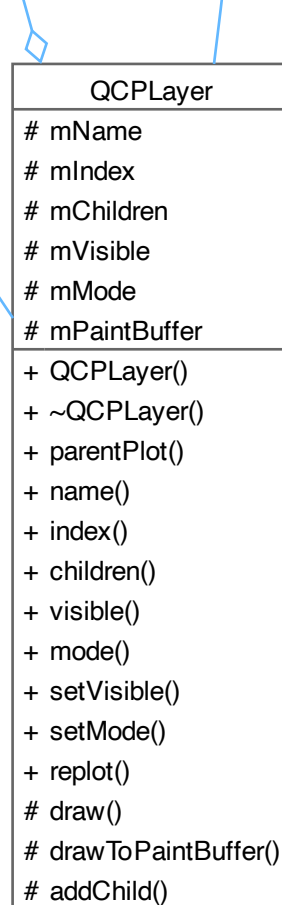 QCPLayer
# mName
# mIndex
# mChildren
# mVisible
# mMode
# mPaintBuffer
+ QCPLayer()
+ ~QCPLayer()
+ parentPlot()
+ name()
+ index()
+ children()
+ visible()
+ mode()
+ setVisible()
+ setMode()
+ replot()
# draw()
# drawToPaintBuffer()
# addChild()